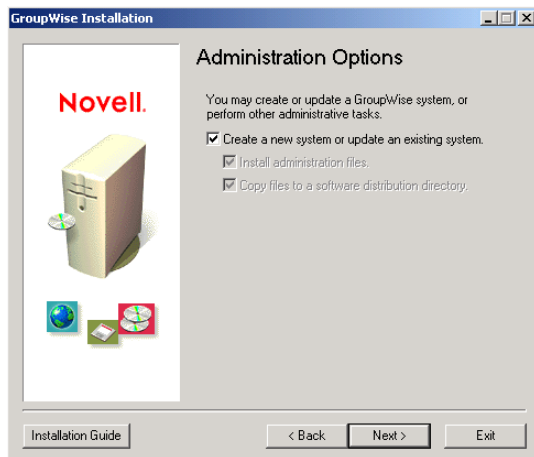 GroupWise Installation
Novell.
Administration Options
You may create or update a GroupWise system, or
perform other administrative tasks.
Create a new system or update an existing system.
Install administration files.
Copy files to a software distribution directory.
Installation Guide
< Back
Next >
Exit